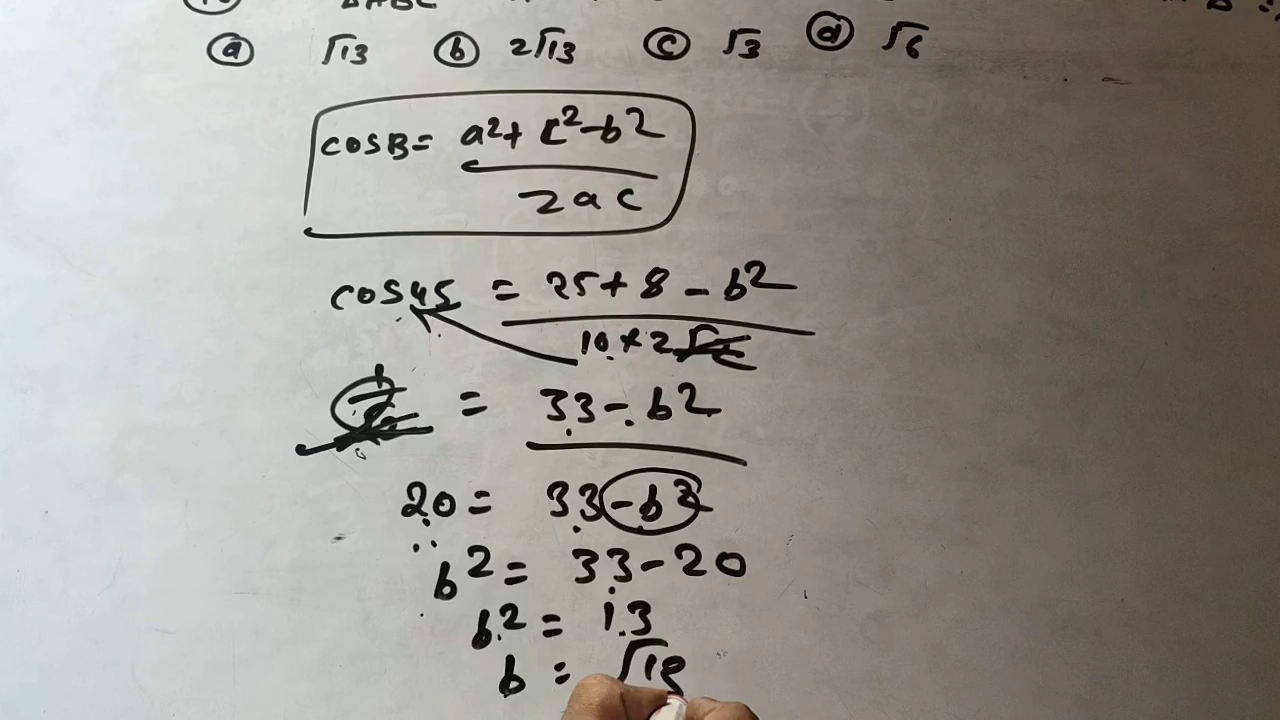 ⓐ √13 ⓑ 2√13 ⓒ √3 ⓓ √6
cosB = a²+c²-b² / 2ac
cos45 = 25+8-b² / 10×2√2
= 33-b²
20 = 33-b²
b² = 33-20
b² = 13
b = √1